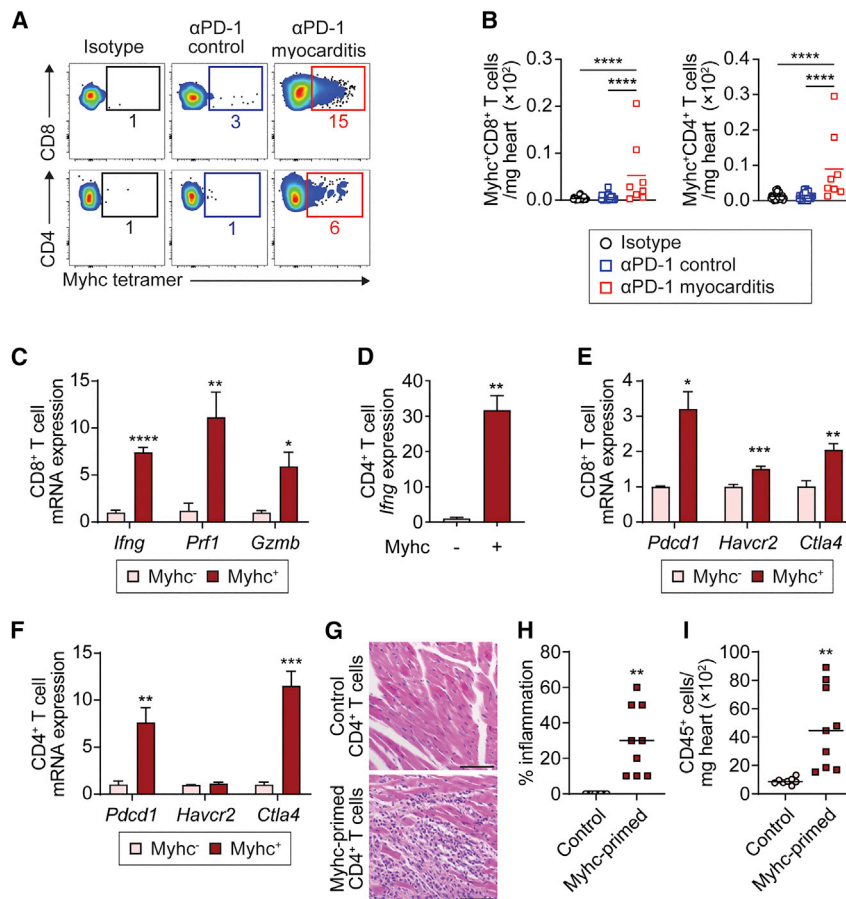 A
Isotype
αPD-1 control
αPD-1 myocarditis
CD8
1
3
15
CD4
1
1
6
Myhc tetramer
B
Myhc⁺CD8⁺ T cells /mg heart (×10²)
0.3
0.2
0.1
0.0
****
****
Myhc⁺CD4⁺ T cells /mg heart (×10²)
0.4
0.3
0.2
0.1
0.0
****
****
Isotype
αPD-1 control
αPD-1 myocarditis
C
CD8⁺ T cell mRNA expression
15
10
5
0
****
**
*
Ifng
Prf1
Gzmb
Myhc⁻
Myhc⁺
D
CD4⁺ T cell Ifng expression
40
30
20
10
0
**
Myhc
-
+
E
CD8⁺ T cell mRNA expression
4
3
2
1
0
*
***
**
Pdcd1
Havcr2
Ctla4
Myhc⁻
Myhc⁺
F
CD4⁺ T cell mRNA expression
15
10
5
0
**
***
Pdcd1
Havcr2
Ctla4
Myhc⁻
Myhc⁺
G
Control CD4⁺ T cells
Myhc-primed CD4⁺ T cells
H
% inflammation
80
60
40
20
0
**
Control
Myhc-primed
I
CD45⁺ cells/ mg heart (×10²)
100
80
60
40
20
0
**
Control
Myhc-primed